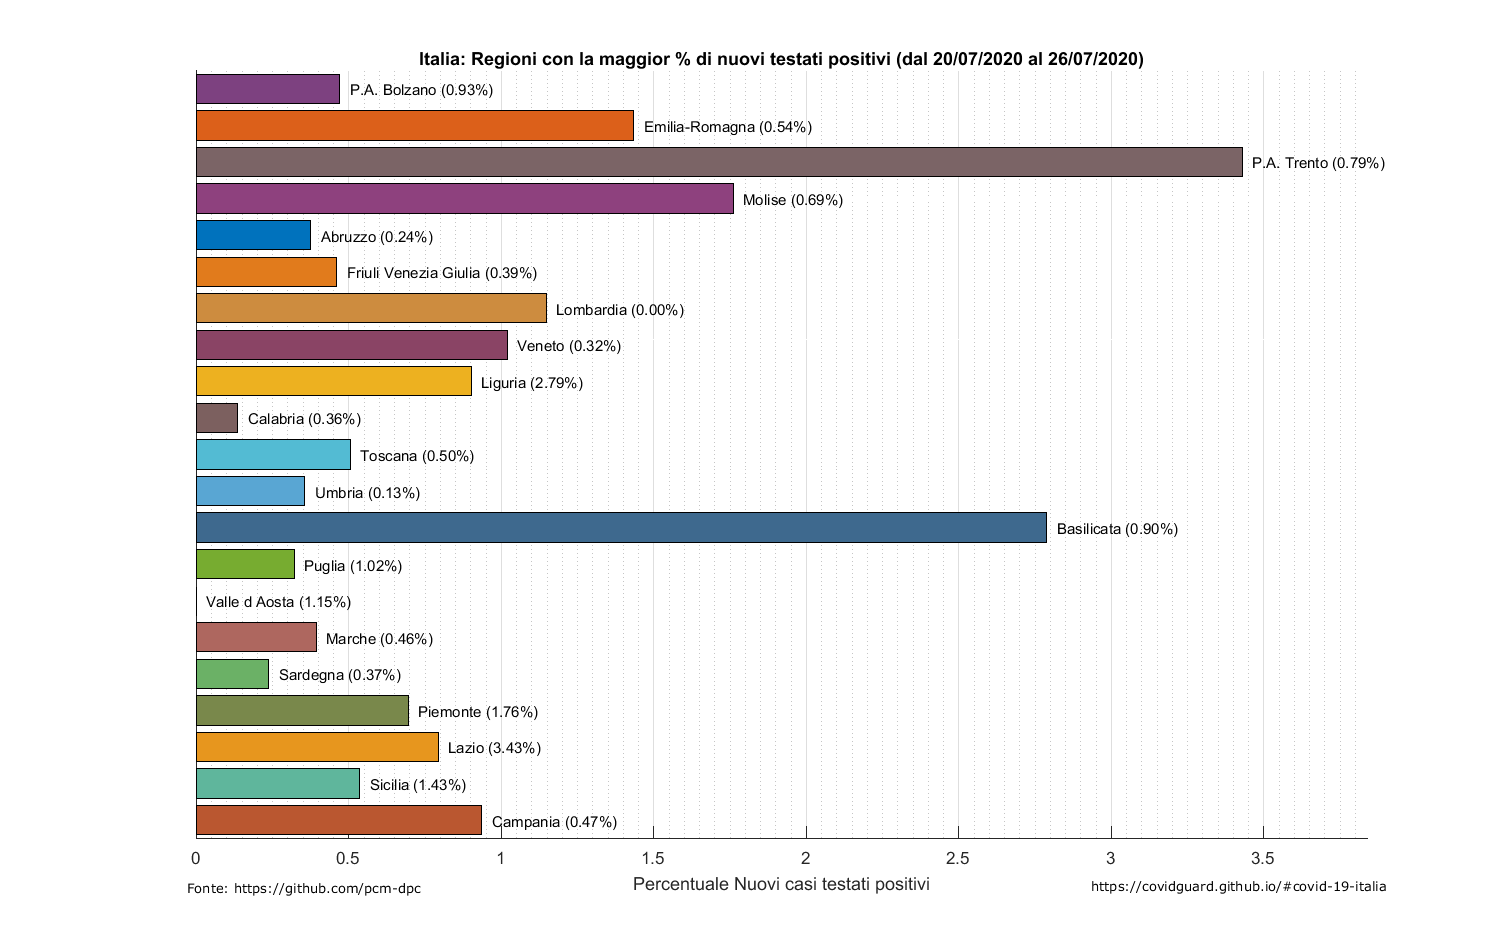 Italia: Regioni con la maggior % di nuovi testati positivi (dal 20/07/2020 al 26/07/2020)
P.A. Bolzano (0.93%)
Emilia-Romagna (0.54%)
P.A. Trento (0.79%)
Molise (0.69%)
Abruzzo (0.24%)
Friuli Venezia Giulia (0.39%)
Lombardia (0.00%)
Veneto (0.32%)
Liguria (2.79%)
Calabria (0.36%)
Toscana (0.50%)
Umbria (0.13%)
Basilicata (0.90%)
Puglia (1.02%)
Valle d Aosta (1.15%)
Marche (0.46%)
Sardegna (0.37%)
Piemonte (1.76%)
Lazio (3.43%)
Sicilia (1.43%)
Campania (0.47%)
0 0.5 1 1.5 2 2.5 3 3.5
Percentuale Nuovi casi testati positivi
Fonte: https://github.com/pcm-dpc
https://covidguard.github.io/#covid-19-italia